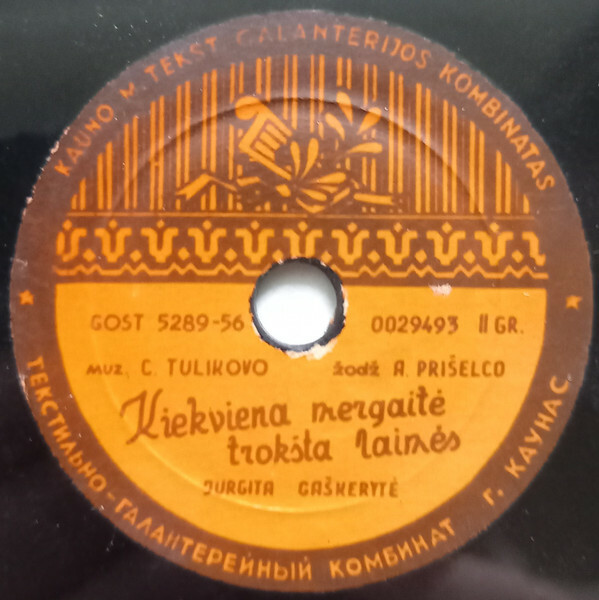 KAUNO M. TEKST GALANTERIJOS KOMBINATAS
GOST 5289-56 0029493 II GR.
MUZ. C. TULIKOVO žodž A. PRIŠELCO
Kiekviena mergaitė
trokšta laimės
JURGITA GAŠKERYTĖ
ТЕКСТИЛЬНО-ГАЛАНТЕРЕЙНЫЙ КОМБИНАТ Г. КАУНАС